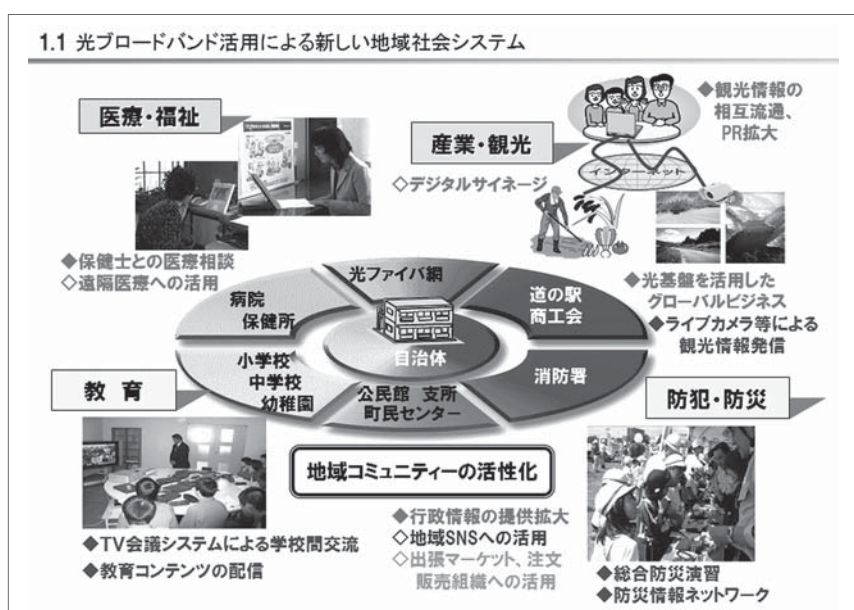 1.1 光ブロードバンド活用による新しい地域社会システム
医療・福祉
◆保健士との医療相談
◇遠隔医療への活用
産業・観光
◇デジタルサイネージ
◆観光情報の
相互流通、
PR拡大
インターネット
◆光基盤を活用した
グローバルビジネス
◆ライブカメラ等による
観光情報発信
光ファイバ網
病院
保健所
道の駅
商工会
自治体
小学校
中学校
幼稚園
公民館 支所
町民センター
消防署
教 育
◆TV会議システムによる学校間交流
◆教育コンテンツの配信
地域コミュニティーの活性化
◆行政情報の提供拡大
◇地域SNSへの活用
◇出張マーケット、注文
販売組織への活用
防犯・防災
◆総合防災演習
◆防災情報ネットワーク